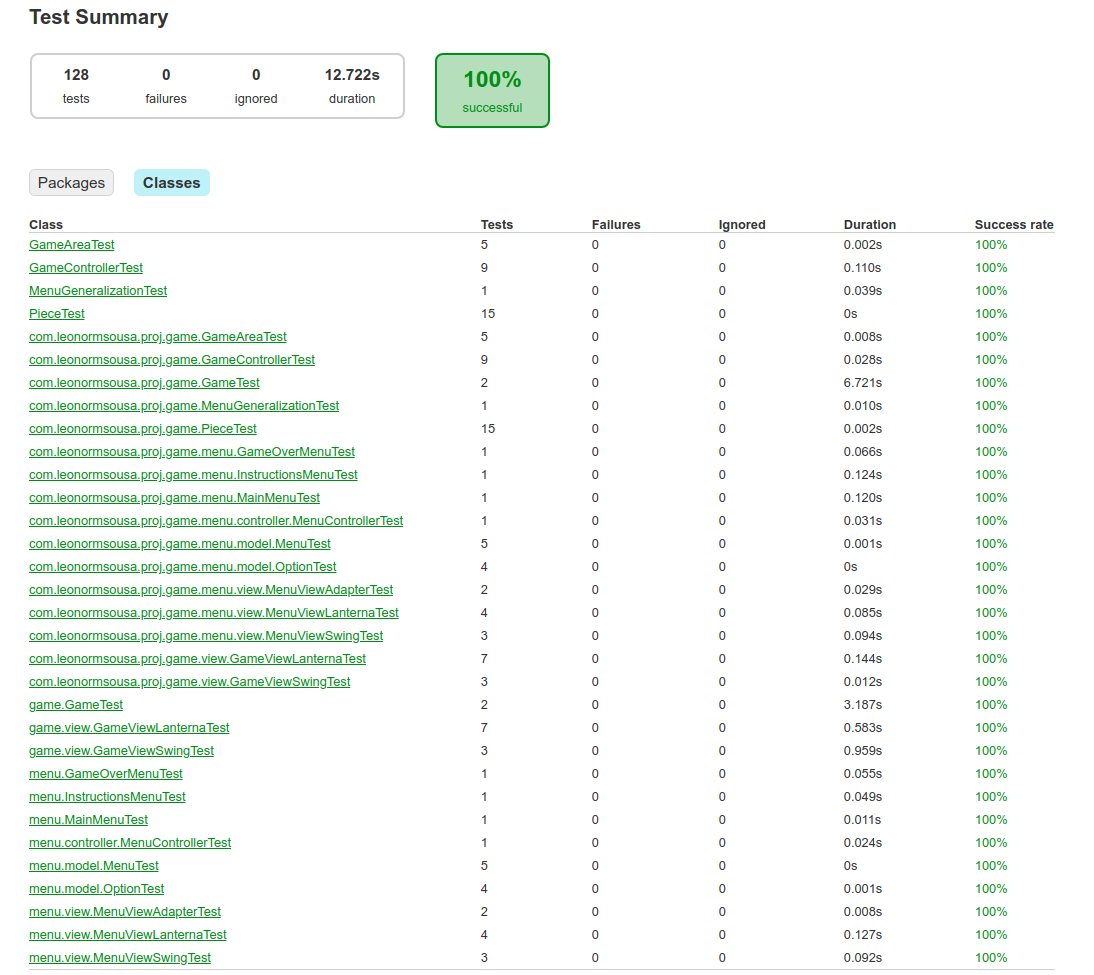 Test Summary
128 0 0 12.722s
tests failures ignored duration
100%
successful
Packages Classes
Class Tests Failures Ignored Duration Success rate
GameAreaTest 5 0 0 0.002s 100%
GameControllerTest 9 0 0 0.110s 100%
MenuGeneralizationTest 1 0 0 0.039s 100%
PieceTest 15 0 0 0s 100%
com.leonormsousa.proj.game.GameAreaTest 5 0 0 0.008s 100%
com.leonormsousa.proj.game.GameControllerTest 9 0 0 0.028s 100%
com.leonormsousa.proj.game.GameTest 2 0 0 6.721s 100%
com.leonormsousa.proj.game.MenuGeneralizationTest 1 0 0 0.010s 100%
com.leonormsousa.proj.game.PieceTest 15 0 0 0.002s 100%
com.leonormsousa.proj.game.menu.GameOverMenuTest 1 0 0 0.066s 100%
com.leonormsousa.proj.game.menu.InstructionsMenuTest 1 0 0 0.124s 100%
com.leonormsousa.proj.game.menu.MainMenuTest 1 0 0 0.120s 100%
com.leonormsousa.proj.game.menu.controller.MenuControllerTest 1 0 0 0.031s 100%
com.leonormsousa.proj.game.menu.model.MenuTest 5 0 0 0.001s 100%
com.leonormsousa.proj.game.menu.model.OptionTest 4 0 0 0s 100%
com.leonormsousa.proj.game.menu.view.MenuViewAdapterTest 2 0 0 0.029s 100%
com.leonormsousa.proj.game.menu.view.MenuViewLanternaTest 4 0 0 0.085s 100%
com.leonormsousa.proj.game.menu.view.MenuViewSwingTest 3 0 0 0.094s 100%
com.leonormsousa.proj.game.view.GameViewLanternaTest 7 0 0 0.144s 100%
com.leonormsousa.proj.game.view.GameViewSwingTest 3 0 0 0.012s 100%
game.GameTest 2 0 0 3.187s 100%
game.view.GameViewLanternaTest 7 0 0 0.583s 100%
game.view.GameViewSwingTest 3 0 0 0.959s 100%
menu.GameOverMenuTest 1 0 0 0.055s 100%
menu.InstructionsMenuTest 1 0 0 0.049s 100%
menu.MainMenuTest 1 0 0 0.011s 100%
menu.controller.MenuControllerTest 1 0 0 0.024s 100%
menu.model.MenuTest 5 0 0 0s 100%
menu.model.OptionTest 4 0 0 0.001s 100%
menu.view.MenuViewAdapterTest 2 0 0 0.008s 100%
menu.view.MenuViewLanternaTest 4 0 0 0.127s 100%
menu.view.MenuViewSwingTest 3 0 0 0.092s 100%